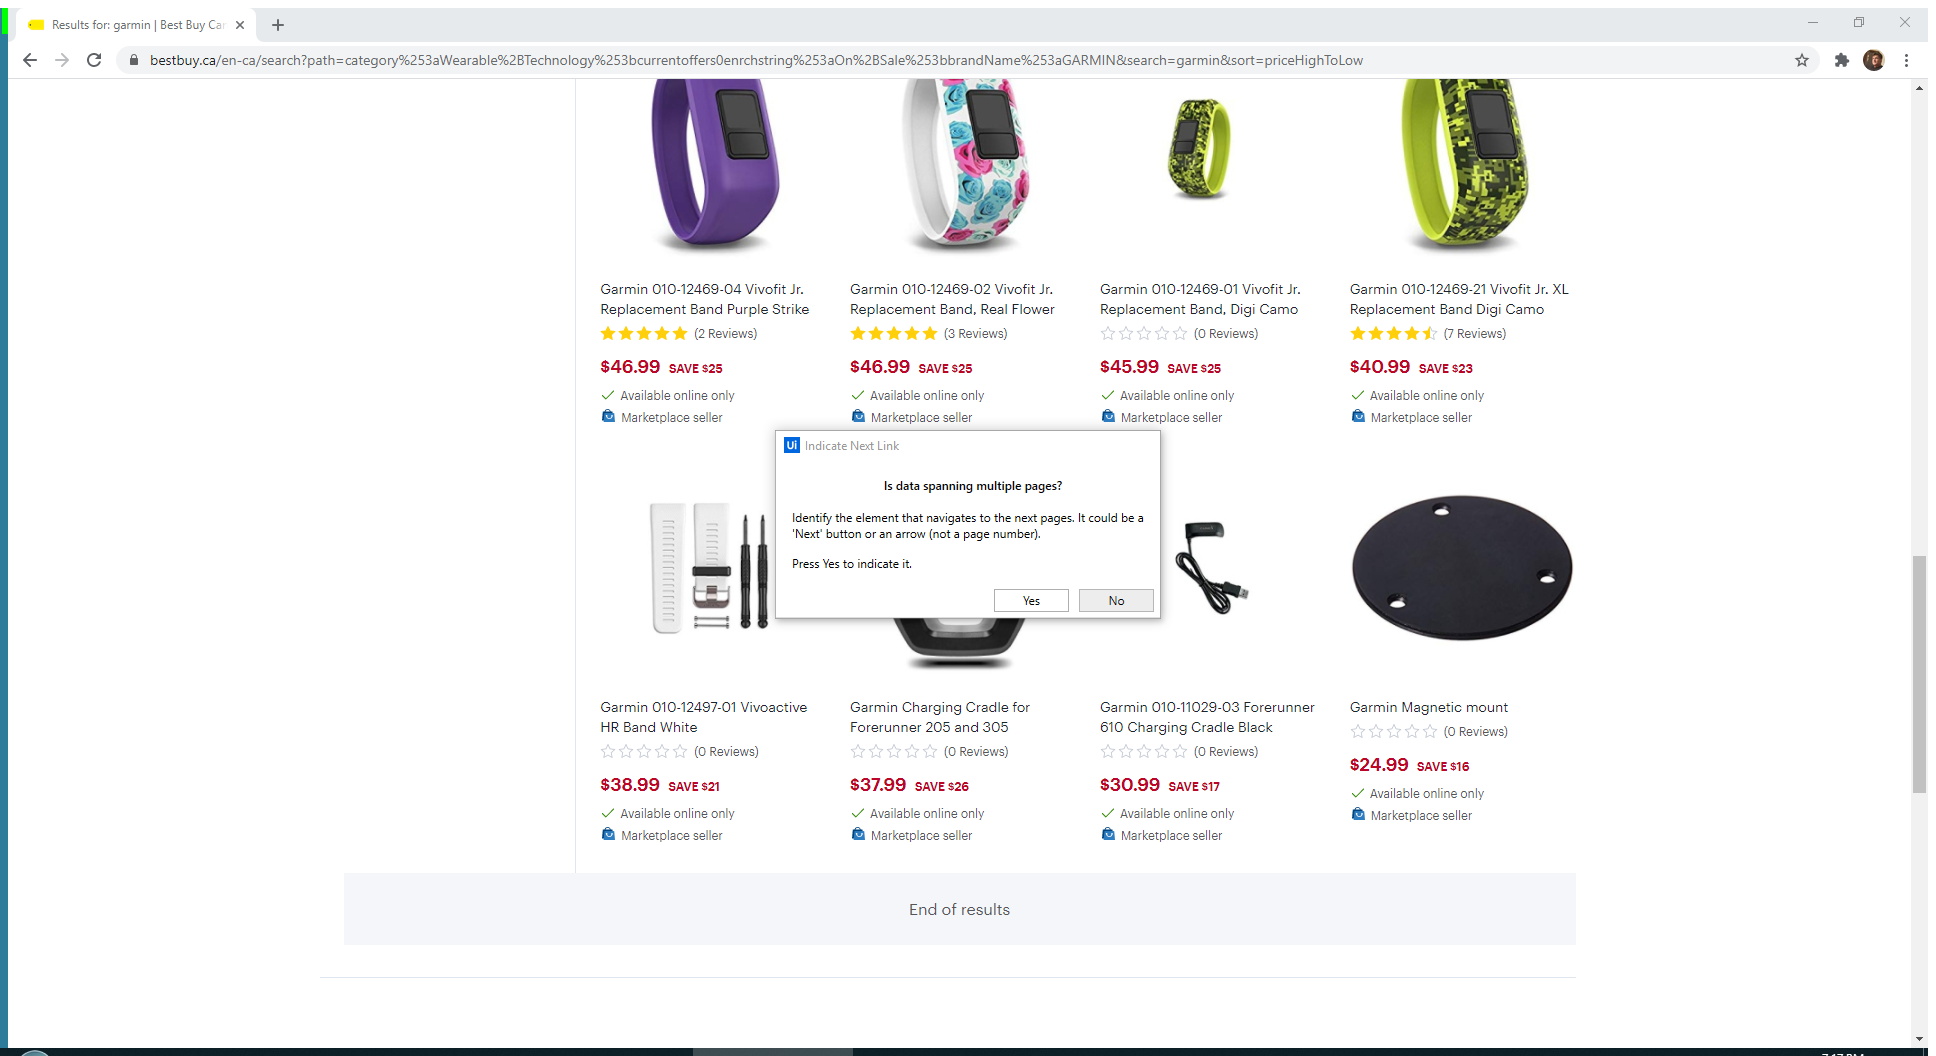 Results for: garmin | Best Buy Ca
bestbuy.ca/en-ca/search?path=category%253aWearable%2BTechnology%253bcurrentoffers0enrchstring%253aOn%2BSale%253bbrandName%253aGARMIN&search=garmin&sort=priceHighToLow
Garmin 010-12469-04 Vivofit Jr.
Replacement Band Purple Strike
(2 Reviews)
$46.99 SAVE $25
Available online only
Marketplace seller
Garmin 010-12469-02 Vivofit Jr.
Replacement Band, Real Flower
(3 Reviews)
$46.99 SAVE $25
Available online only
Marketplace seller
Garmin 010-12469-01 Vivofit Jr.
Replacement Band, Digi Camo
(0 Reviews)
$45.99 SAVE $25
Available online only
Marketplace seller
Garmin 010-12469-21 Vivofit Jr. XL
Replacement Band Digi Camo
(7 Reviews)
$40.99 SAVE $23
Available online only
Marketplace seller
Ui Indicate Next Link
Is data spanning multiple pages?
Identify the element that navigates to the next pages. It could be a
'Next' button or an arrow (not a page number).
Press Yes to indicate it.
Yes No
Garmin 010-12497-01 Vivoactive
HR Band White
(0 Reviews)
$38.99 SAVE $21
Available online only
Marketplace seller
Garmin Charging Cradle for
Forerunner 205 and 305
(0 Reviews)
$37.99 SAVE $26
Available online only
Marketplace seller
Garmin 010-11029-03 Forerunner
610 Charging Cradle Black
(0 Reviews)
$30.99 SAVE $17
Available online only
Marketplace seller
Garmin Magnetic mount
(0 Reviews)
$24.99 SAVE $16
Available online only
Marketplace seller
End of results